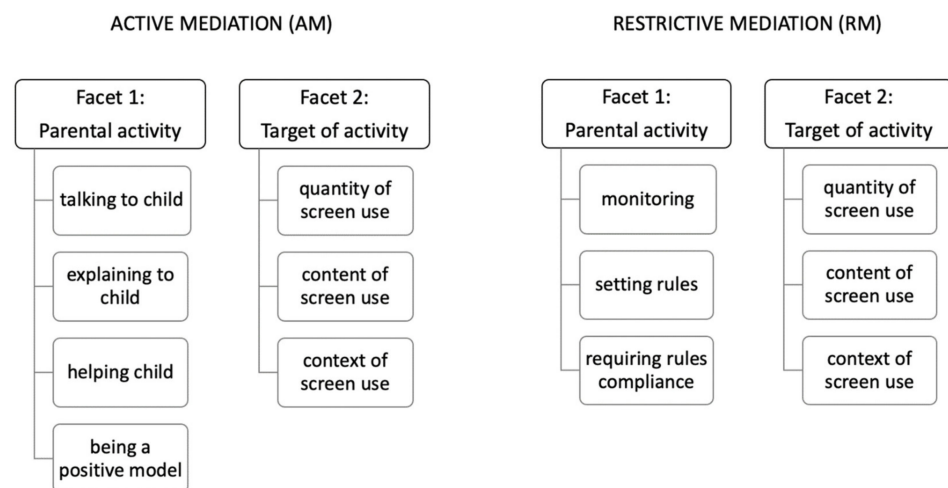 ACTIVE MEDIATION (AM)
Facet 1:
Parental activity
talking to child
explaining to
child
helping child
being a
positive model
Facet 2:
Target of activity
quantity of
screen use
content of
screen use
context of
screen use
RESTRICTIVE MEDIATION (RM)
Facet 1:
Parental activity
monitoring
setting rules
requiring rules
compliance
Facet 2:
Target of activity
quantity of
screen use
content of
screen use
context of
screen use